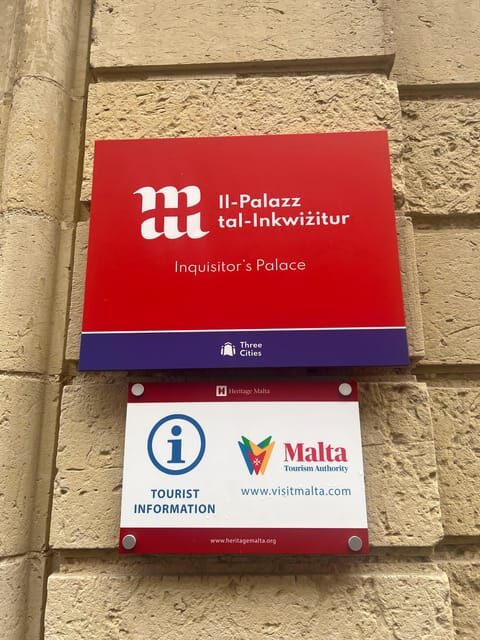 Il-Palazz
tal-Inkwiżitur
Inquisitor's Palace
Three
Cities
Heritage Malta
i
Malta
Tourism Authority
www.visitmalta.com
TOURIST
INFORMATION
www.heritagemalta.org